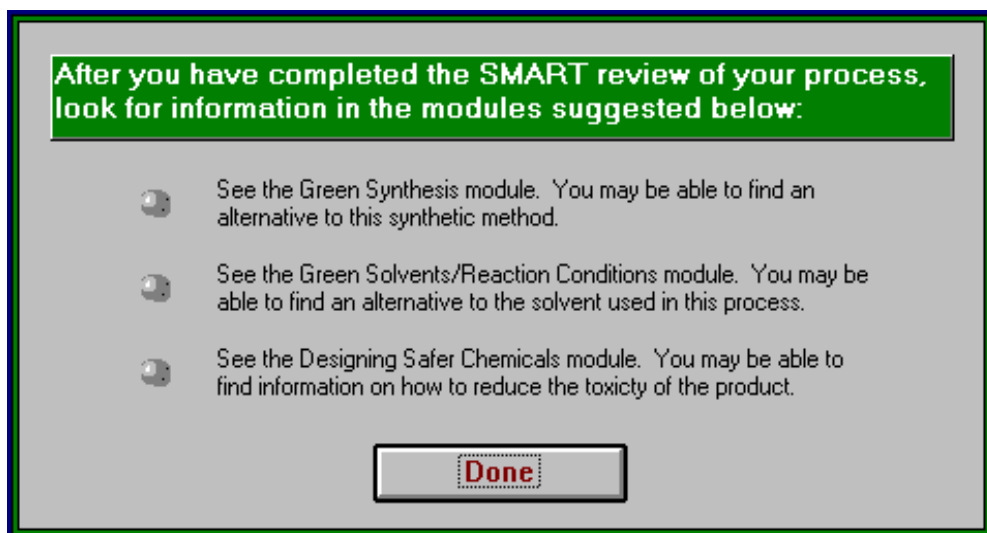 After you have completed the SMART review of your process,
look for information in the modules suggested below:
See the Green Synthesis module.  You may be able to find an
alternative to this synthetic method.
See the Green Solvents/Reaction Conditions module.  You may be
able to find an alternative to the solvent used in this process.
See the Designing Safer Chemicals module.  You may be able to
find information on how to reduce the toxicty of the product.
Done